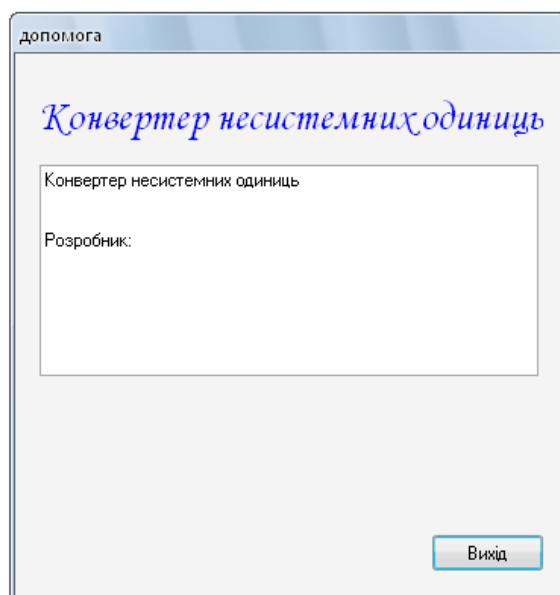 допомога
Конвертер несистемних одиниць
Конвертер несистемних одиниць
Розробник:
Вихід